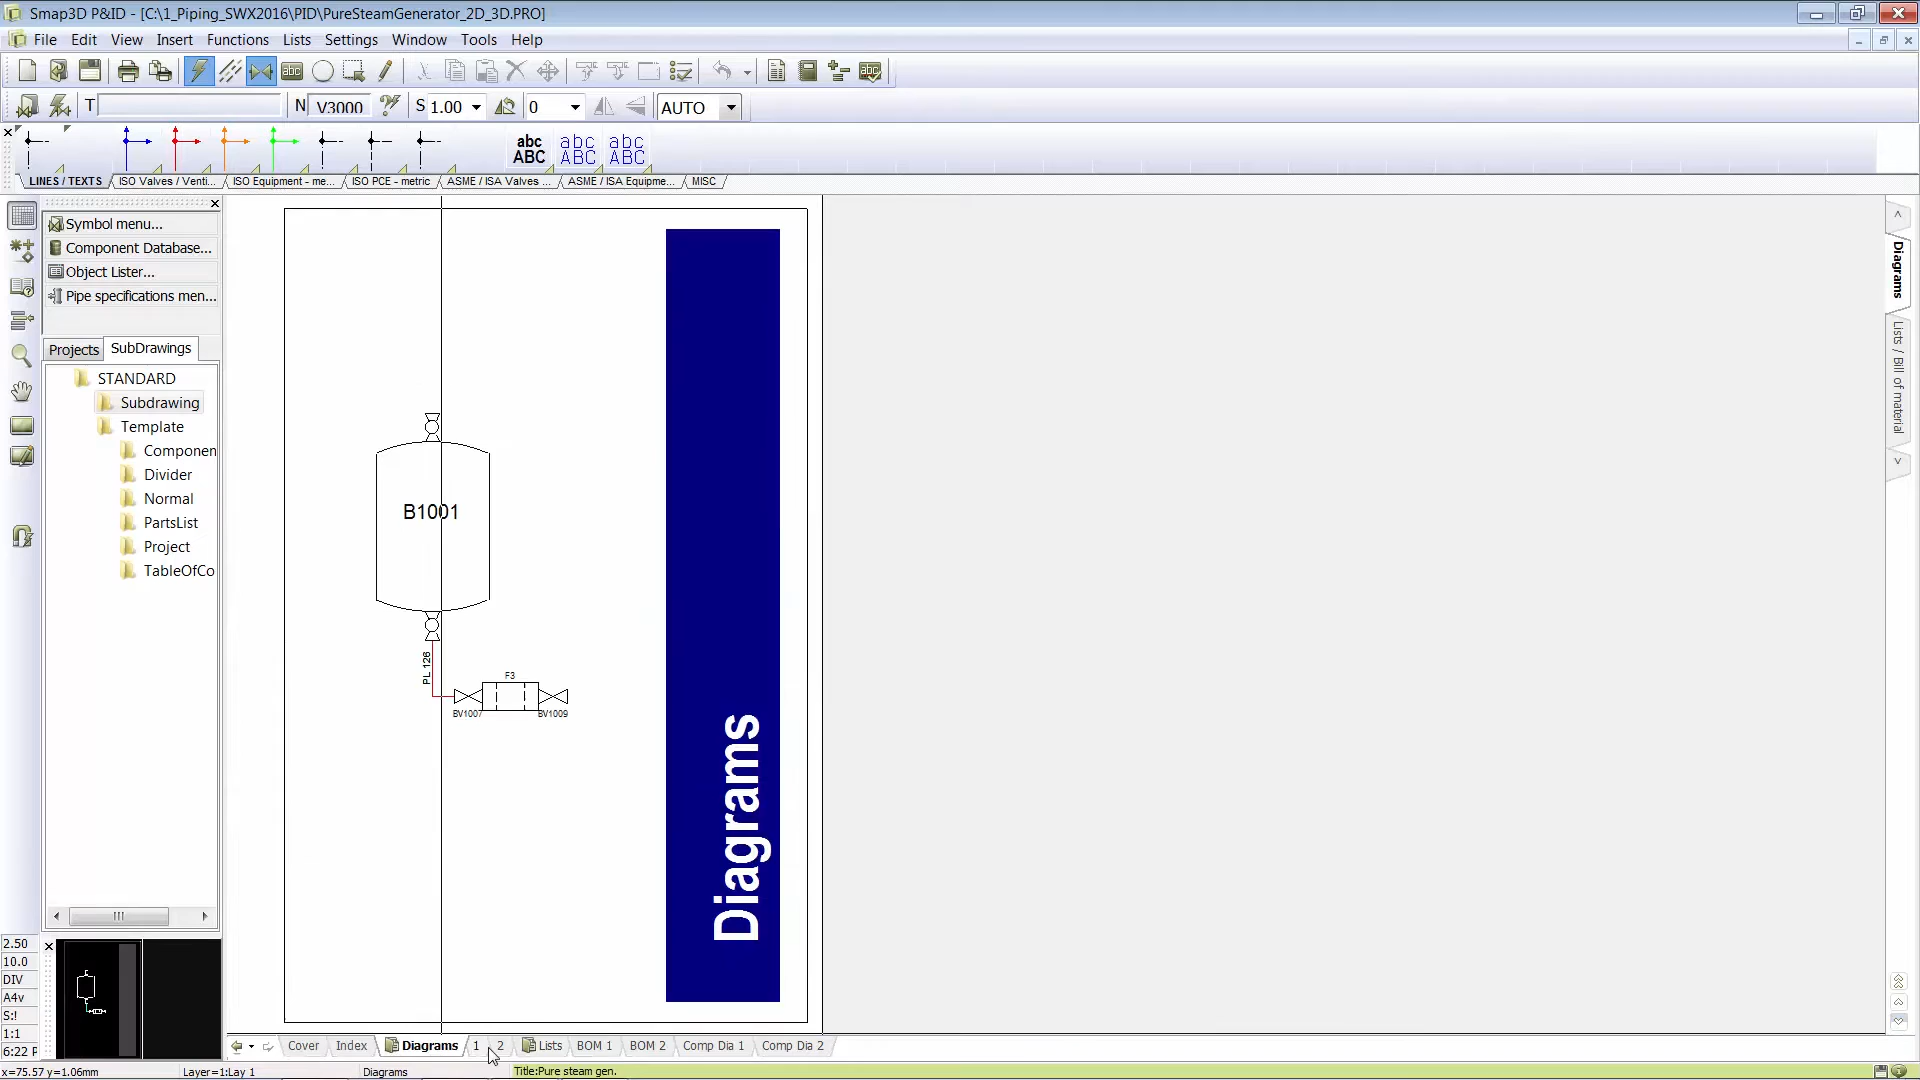 Smap3D P&ID - [C:\1_Piping_SWX2016\PID\PureSteamGenerator_2D_3D.PRO]
File Edit View Insert Functions Lists Settings Window Tools Help
T N V3000 S 1.00 0 AUTO
abc ABC abc ABC abc ABC
LINES / TEXTS ISO Valves / Venti... ISO Equipment - me... ISO PCE - metric ASME / ISA Valves ... ASME / ISA Equipme... MISC
Symbol menu...
Component Database...
Object Lister...
Pipe specifications men...
Projects SubDrawings
STANDARD
Subdrawing
Template
Componen
Divider
Normal
PartsList
Project
TableOfCo
B1001
PL 126
F3
BV1007 BV1009
Diagrams
Diagrams
Lists / Bill of material
2.50
10.0
DIV
A4v
S:!
1:1
6:22 P
Cover Index Diagrams 1 2 Lists BOM 1 BOM 2 Comp Dia 1 Comp Dia 2
x=75.57 y=1.06mm Layer=1:Lay 1 Diagrams Title:Pure steam gen.